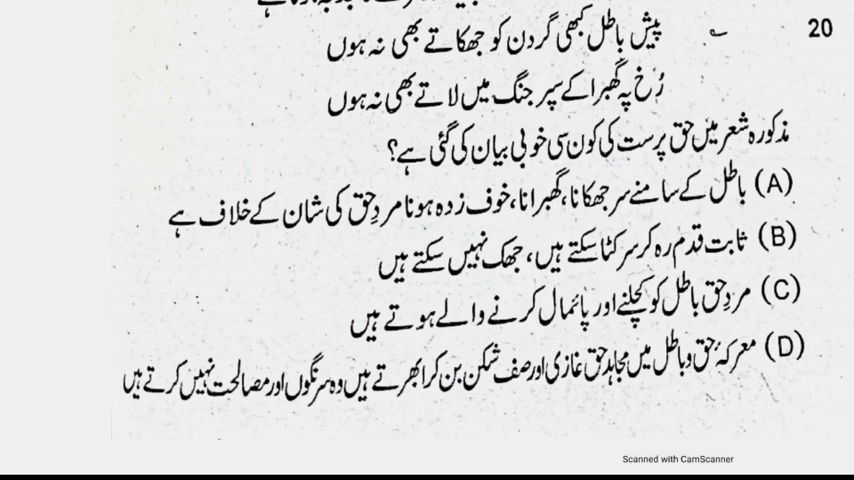 ہے
20 پیش باطل کبھی گردن کو جھکاتے بھی نہ ہوں
رُخ پہ گھبرا کے سپر جنگ میں لاتے بھی نہ ہوں
مذکورہ شعر میں حق پرست کی کون سی خوبی بیان کی گئی ہے؟
(A) باطل کے سامنے سر جھکانا، گھبرانا، خوف زدہ ہونا مردِ حق کی شان کے خلاف ہے
(B) ثابت قدم رہ کر سر کٹا سکتے ہیں، جھک نہیں سکتے ہیں
(C) مردِ حق باطل کو کچلنے اور پائمال کرنے والے ہوتے ہیں
(D) معرکۂ حق و باطل میں مجاہدِ حق غازی اور صف شکن بن کر ابھرتے ہیں وہ سرنگوں اور مصالحت نہیں کرتے ہیں
Scanned with CamScanner